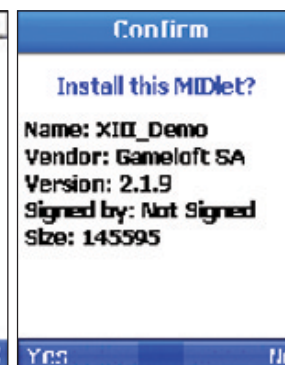 Confirm
Install this MIDlet?
Name: XIII_Demo
Vendor: Gameloft SA
Version: 2.1.9
Signed by: Not Signed
Size: 145595
Yes No